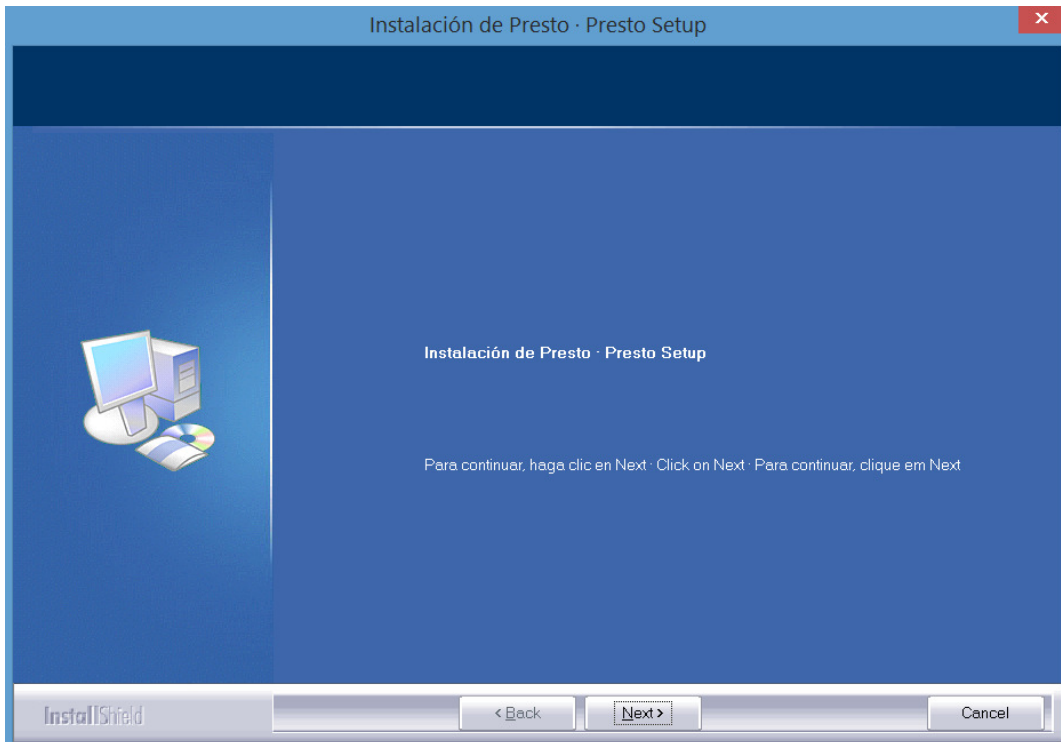 Instalación de Presto · Presto Setup
Instalación de Presto · Presto Setup
Para continuar, haga clic en Next · Click on Next · Para continuar, clique em Next
InstallShield
< Back
Next >
Cancel